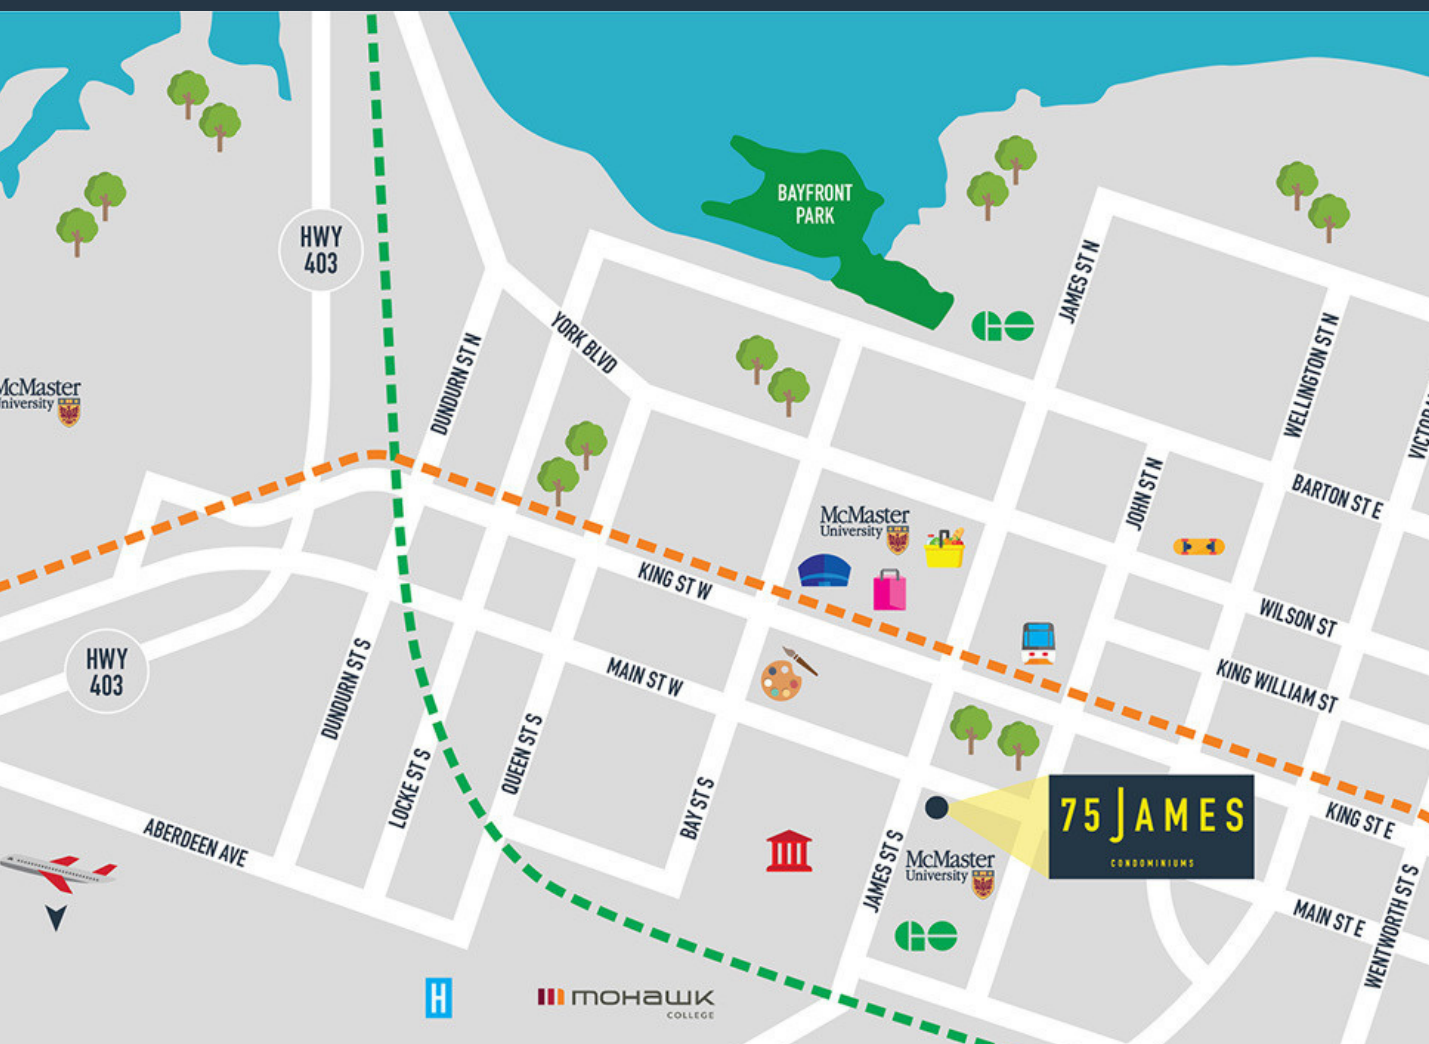 BAYFRONT
PARK
HWY
403
JAMES ST N
GO
YORK BLVD
DUNDURN ST N
WELLINGTON ST N
McMaster
University
JOHN ST N
BARTON ST E
McMaster
University
KING ST W
WILSON ST
HWY
403
MAIN ST W
KING WILLIAM ST
DUNDURN ST S
QUEEN ST S
LOCKE ST S
BAY ST S
75 JAMES
CONDOMINIUMS
KING ST E
ABERDEEN AVE
JAMES ST S
McMaster
University
GO
MAIN ST E
WENTWORTH ST S
H
mohawk
COLLEGE